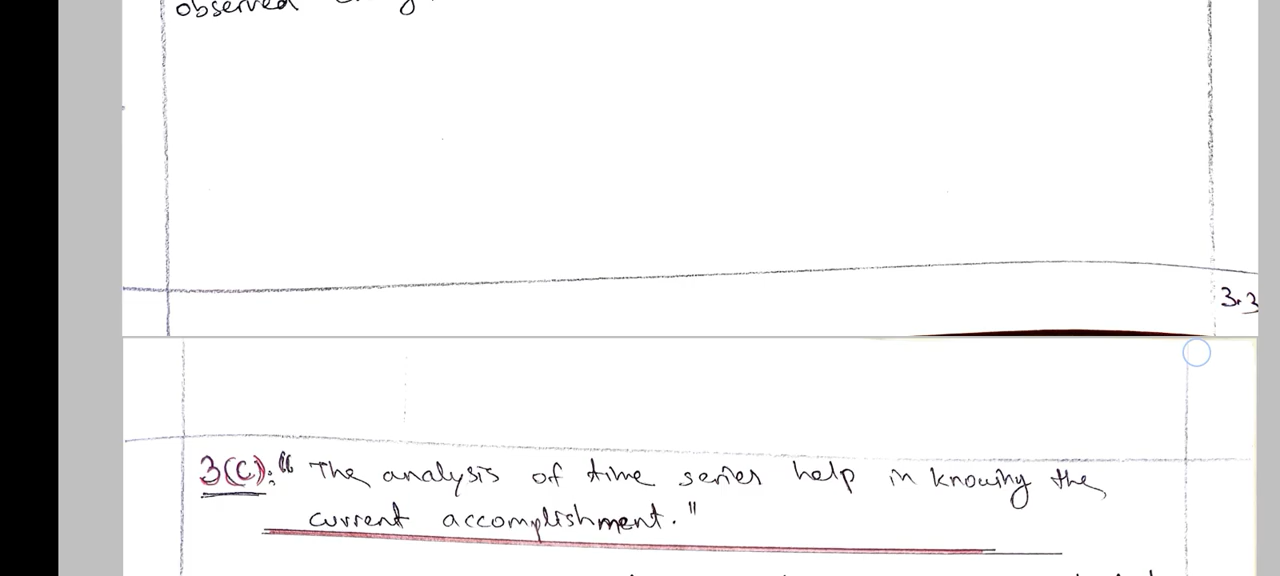 observed
3.3
3(C): "The analysis of time series help in knowing the
current accomplishment."